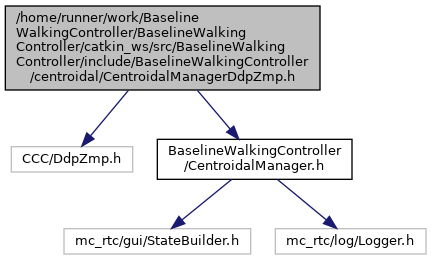 /home/runner/work/Baseline
WalkingController/BaselineWalking
Controller/catkin_ws/src/BaselineWalking
Controller/include/BaselineWalkingController
/centroidal/CentroidalManagerDdpZmp.h
CCC/DdpZmp.h
BaselineWalkingController
/CentroidalManager.h
mc_rtc/gui/StateBuilder.h
mc_rtc/log/Logger.h